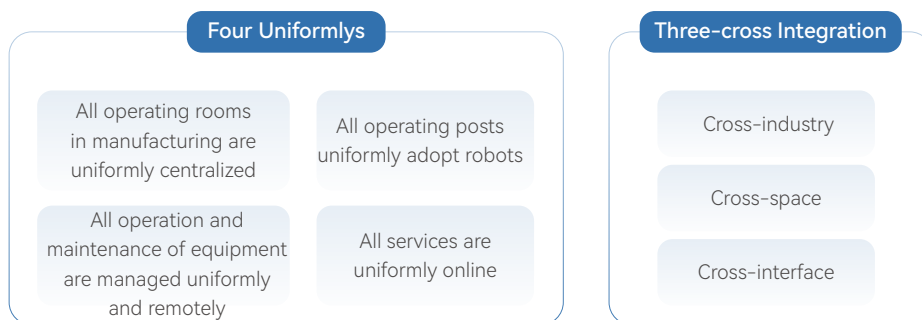 Four Uniformlys
All operating rooms
in manufacturing are
uniformly centralized
All operating posts
uniformly adopt robots
All operation and
maintenance of equipment
are managed uniformly
and remotely
All services are
uniformly online
Three-cross Integration
Cross-industry
Cross-space
Cross-interface